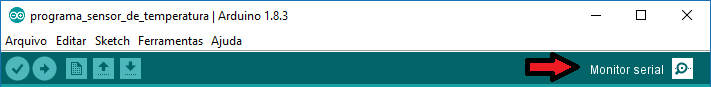 programa_sensor_de_temperatura | Arduino 1.8.3
Arquivo Editar Sketch Ferramentas Ajuda
Monitor serial